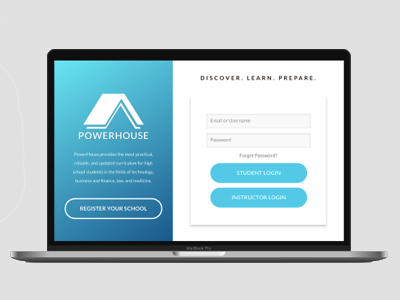 DISCOVER. LEARN. PREPARE.
POWERHOUSE
PowerHouse provides the most practical,
reliable, and updated curriculum for high
school students in the fields of technology,
business and finance, law, and medicine.
REGISTER YOUR SCHOOL
Email or Username
Password
Forgot Password?
STUDENT LOGIN
INSTRUCTOR LOGIN
MacBook Pro